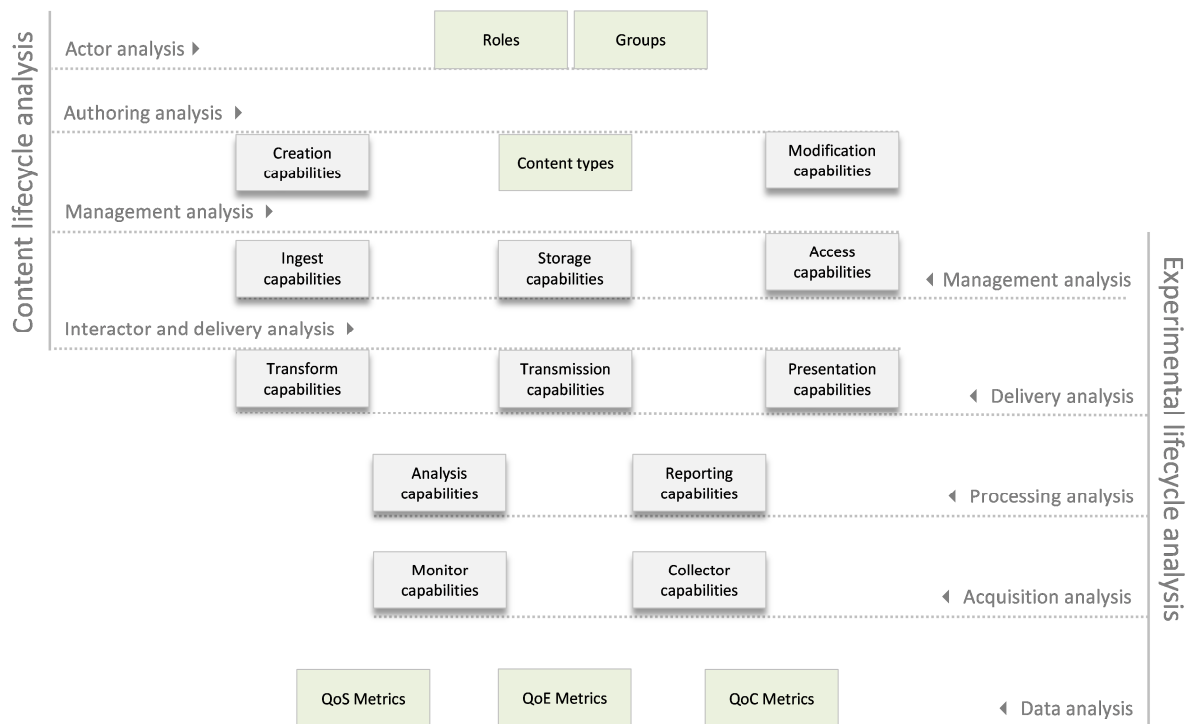 Content lifecycle analysis
Actor analysis
Roles
Groups
Authoring analysis
Creation
capabilities
Content types
Modification
capabilities
Management analysis
Ingest
capabilities
Storage
capabilities
Access
capabilities
Management analysis
Interactor and delivery analysis
Transform
capabilities
Transmission
capabilities
Presentation
capabilities
Delivery analysis
Analysis
capabilities
Reporting
capabilities
Processing analysis
Monitor
capabilities
Collector
capabilities
Acquisition analysis
QoS Metrics
QoE Metrics
QoC Metrics
Data analysis
Experimental lifecycle analysis